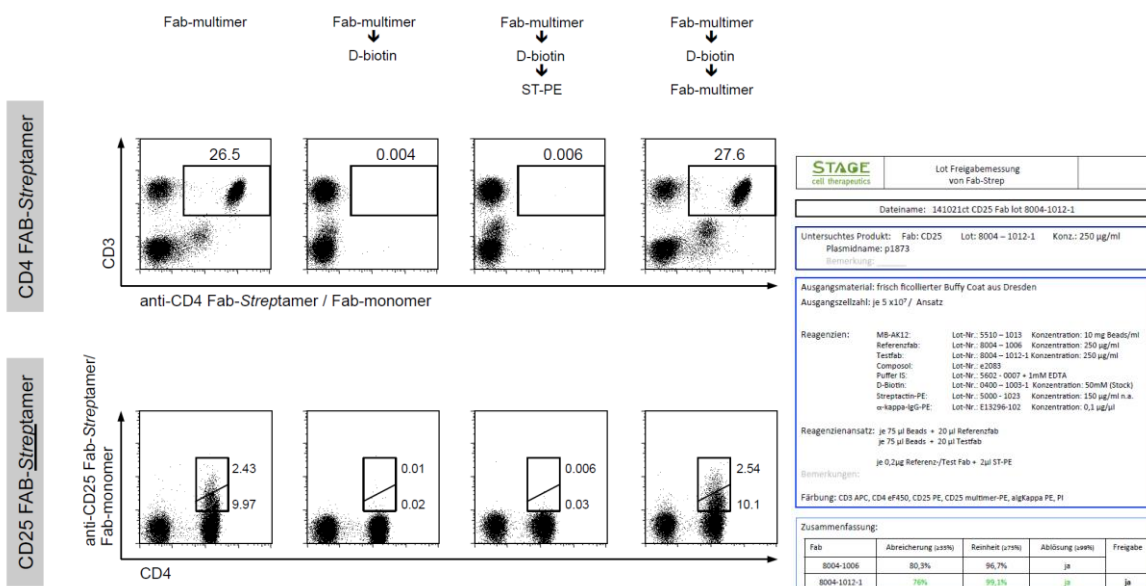 Fab-multimer Fab-multimer Fab-multimer Fab-multimer
D-biotin D-biotin D-biotin
ST-PE Fab-multimer
CD4 FAB-Streptamer
26.5 0.004 0.006 27.6
CD3
anti-CD4 Fab-Streptamer / Fab-monomer
CD25 FAB-Streptamer
anti-CD25 Fab-Streptamer/
Fab-monomer
2.43 0.01 0.006 2.54
9.97 0.02 0.03 10.1
CD4
STAGE
cell therapeutics
Lot Freigabemessung
von Fab-Strep
Dateiname: 141021ct CD25 Fab lot 8004-1012-1
Untersuchtes Produkt: Fab: CD25 Lot: 8004 – 1012-1 Konz.: 250 µg/ml
Plasmidname: p1873
Bemerkung: ______
Ausgangsmaterial: frisch ficollierter Buffy Coat aus Dresden
Ausgangszellzahl: je 5 x10⁷ / Ansatz
Reagenzien: MB-AK12: Lot-Nr.: 5510 – 1013 Konzentration: 10 mg Beads/ml
Referenzfab: Lot-Nr.: 8004 – 1006 Konzentration: 250 µg/ml
Testfab: Lot-Nr.: 8004 – 1012-1 Konzentration: 250 µg/ml
Composol: Lot-Nr.: e2083
Puffer IS: Lot-Nr.: 5602 - 0007 + 1mM EDTA
D-Biotin: Lot-Nr.: 0400 – 1003-1 Konzentration: 50mM (Stock)
Streptactin-PE: Lot-Nr.: 5000 - 1023 Konzentration: 150 µg/ml n.a.
α-kappa-IgG-PE: Lot-Nr.: E13296-102 Konzentration: 0,1 µg/µl
Reagenzienansatz: je 75 µl Beads + 20 µl Referenzfab
je 75 µl Beads + 20 µl Testfab
je 0,2µg Referenz-/Test Fab + 2µl ST-PE
Bemerkungen:
Färbung: CD3 APC, CD4 eF450, CD25 PE, CD25 multimer-PE, aIgKappa PE, PI
Zusammenfassung:
Fab Abreicherung (≥35%) Reinheit (≥75%) Ablösung (≥99%) Freigabe
8004-1006 80,3% 96,7% ja
8004-1012-1 76% 99,1% ja ja